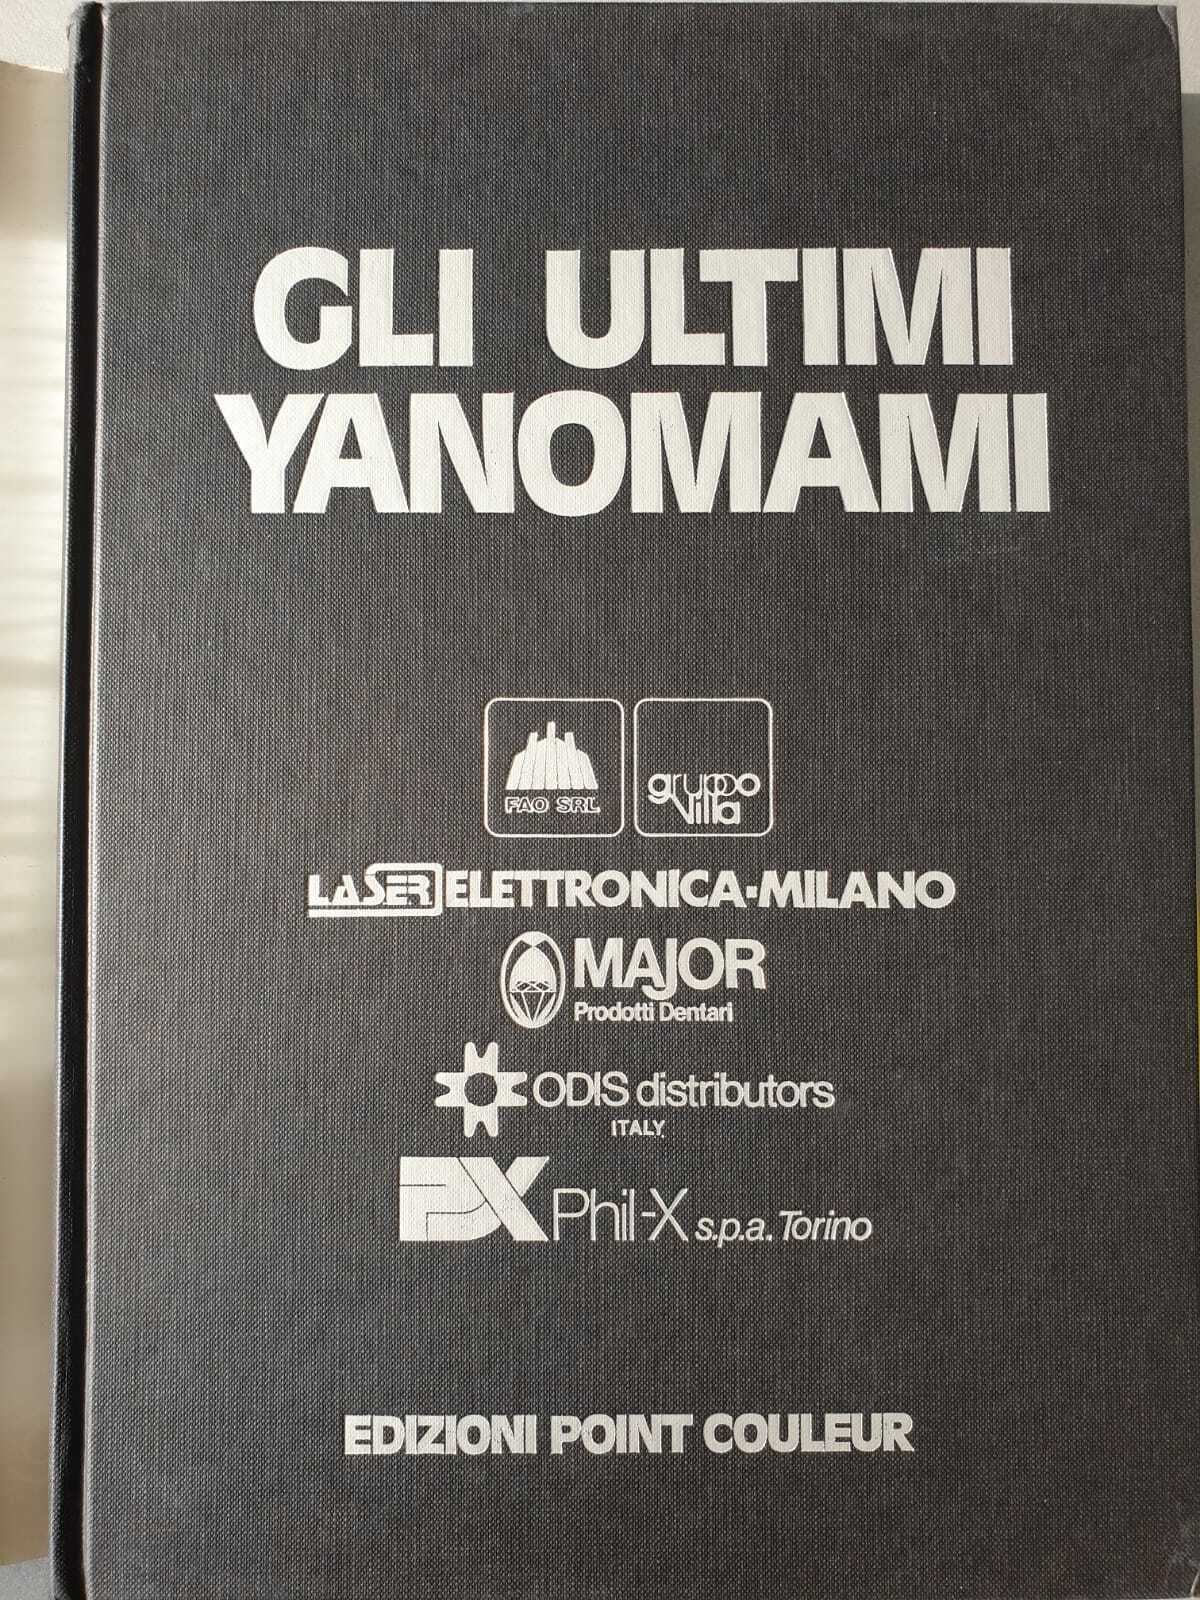 GLI ULTIMI
YANOMAMI
FAO SRL
gruppo
Villa
LASER ELETTRONICA-MILANO
MAJOR
Prodotti Dentari
ODIS distributors
ITALY
PX Phil-X s.p.a. Torino
EDIZIONI POINT COULEUR